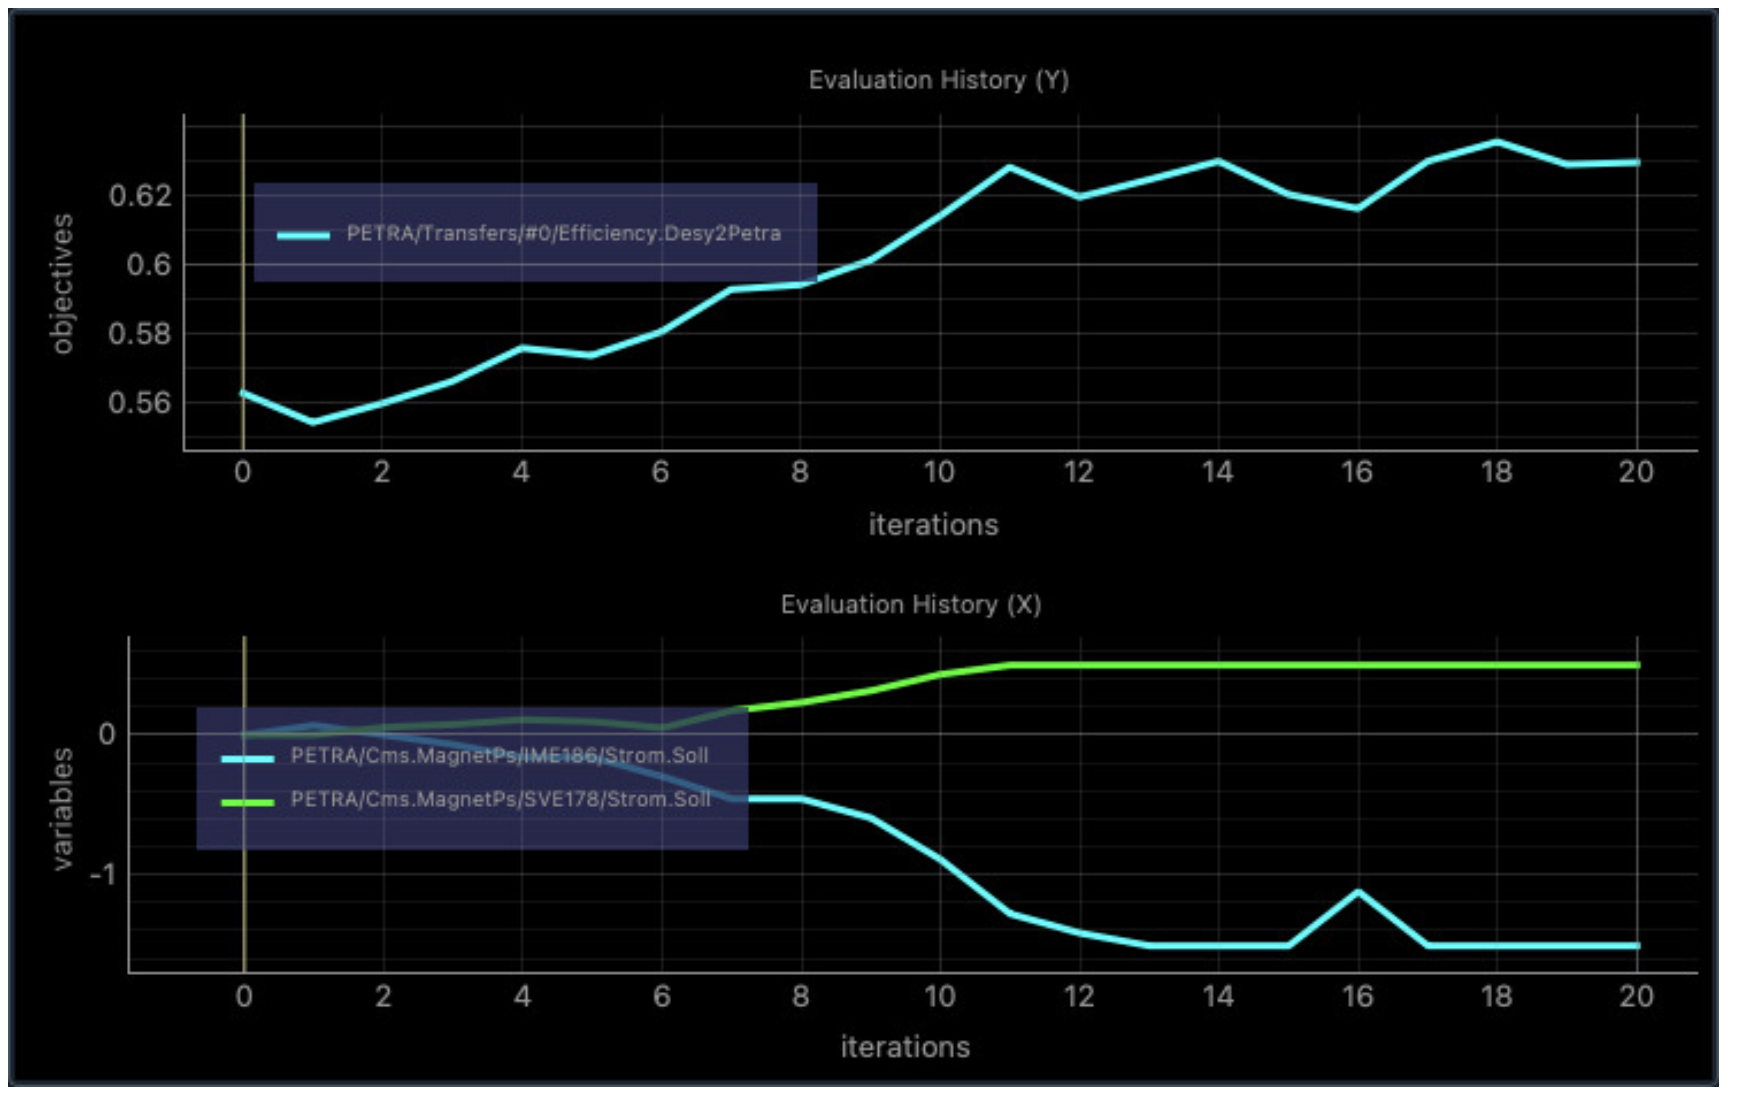 Evaluation History (Y)
objectives
0.62
0.6
0.58
0.56
PETRA/Transfers/#0/Efficiency.Desy2Petra
0 2 4 6 8 10 12 14 16 18 20
iterations
Evaluation History (X)
variables
0
-1
PETRA/Cms.MagnetPs/IME186/Strom.Soll
PETRA/Cms.MagnetPs/SVE178/Strom.Soll
0 2 4 6 8 10 12 14 16 18 20
iterations